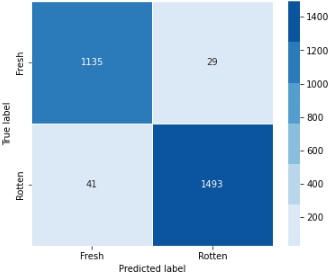 Fresh 1135 29
Rotten 41 1493
Fresh Rotten
True label
Predicted label
1400
1200
1000
800
600
400
200